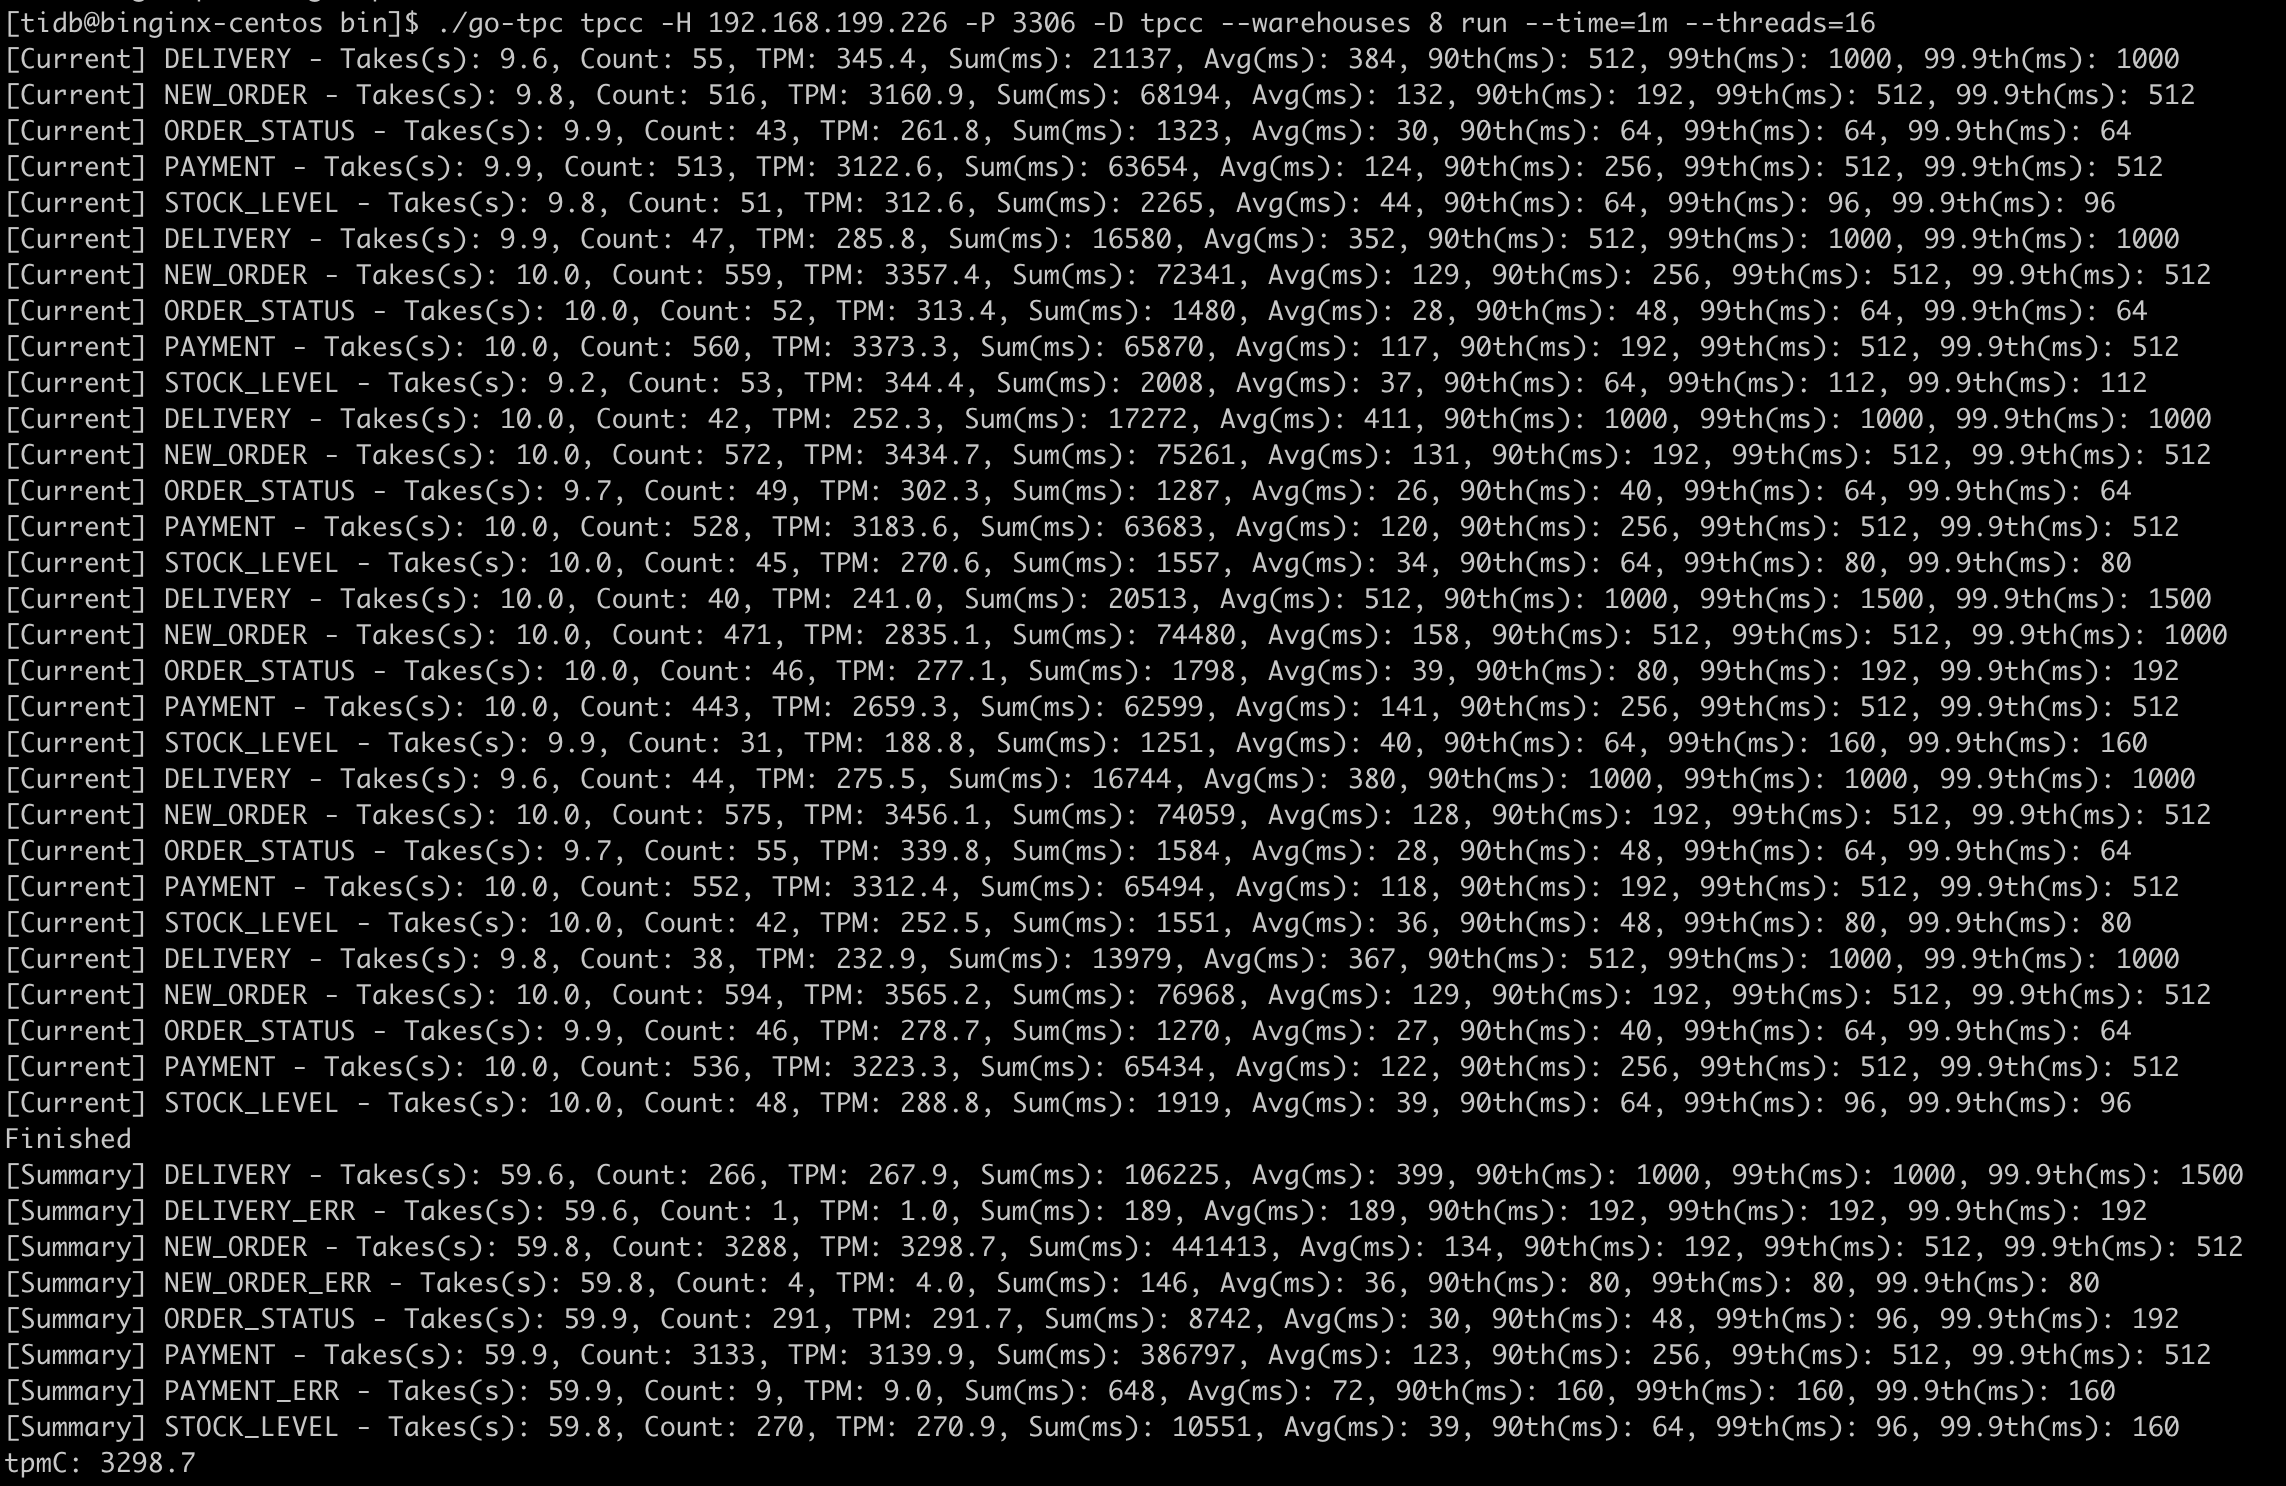 [tidb@binginx-centos bin]$ ./go-tpc tpcc -H 192.168.199.226 -P 3306 -D tpcc --warehouses 8 run --time=1m --threads=16
[Current] DELIVERY - Takes(s): 9.6, Count: 55, TPM: 345.4, Sum(ms): 21137, Avg(ms): 384, 90th(ms): 512, 99th(ms): 1000, 99.9th(ms): 1000
[Current] NEW_ORDER - Takes(s): 9.8, Count: 516, TPM: 3160.9, Sum(ms): 68194, Avg(ms): 132, 90th(ms): 192, 99th(ms): 512, 99.9th(ms): 512
[Current] ORDER_STATUS - Takes(s): 9.9, Count: 43, TPM: 261.8, Sum(ms): 1323, Avg(ms): 30, 90th(ms): 64, 99th(ms): 64, 99.9th(ms): 64
[Current] PAYMENT - Takes(s): 9.9, Count: 513, TPM: 3122.6, Sum(ms): 63654, Avg(ms): 124, 90th(ms): 256, 99th(ms): 512, 99.9th(ms): 512
[Current] STOCK_LEVEL - Takes(s): 9.8, Count: 51, TPM: 312.6, Sum(ms): 2265, Avg(ms): 44, 90th(ms): 64, 99th(ms): 96, 99.9th(ms): 96
[Current] DELIVERY - Takes(s): 9.9, Count: 47, TPM: 285.8, Sum(ms): 16580, Avg(ms): 352, 90th(ms): 512, 99th(ms): 1000, 99.9th(ms): 1000
[Current] NEW_ORDER - Takes(s): 10.0, Count: 559, TPM: 3357.4, Sum(ms): 72341, Avg(ms): 129, 90th(ms): 256, 99th(ms): 512, 99.9th(ms): 512
[Current] ORDER_STATUS - Takes(s): 10.0, Count: 52, TPM: 313.4, Sum(ms): 1480, Avg(ms): 28, 90th(ms): 48, 99th(ms): 64, 99.9th(ms): 64
[Current] PAYMENT - Takes(s): 10.0, Count: 560, TPM: 3373.3, Sum(ms): 65870, Avg(ms): 117, 90th(ms): 192, 99th(ms): 512, 99.9th(ms): 512
[Current] STOCK_LEVEL - Takes(s): 9.2, Count: 53, TPM: 344.4, Sum(ms): 2008, Avg(ms): 37, 90th(ms): 64, 99th(ms): 112, 99.9th(ms): 112
[Current] DELIVERY - Takes(s): 10.0, Count: 42, TPM: 252.3, Sum(ms): 17272, Avg(ms): 411, 90th(ms): 1000, 99th(ms): 1000, 99.9th(ms): 1000
[Current] NEW_ORDER - Takes(s): 10.0, Count: 572, TPM: 3434.7, Sum(ms): 75261, Avg(ms): 131, 90th(ms): 192, 99th(ms): 512, 99.9th(ms): 512
[Current] ORDER_STATUS - Takes(s): 9.7, Count: 49, TPM: 302.3, Sum(ms): 1287, Avg(ms): 26, 90th(ms): 40, 99th(ms): 64, 99.9th(ms): 64
[Current] PAYMENT - Takes(s): 10.0, Count: 528, TPM: 3183.6, Sum(ms): 63683, Avg(ms): 120, 90th(ms): 256, 99th(ms): 512, 99.9th(ms): 512
[Current] STOCK_LEVEL - Takes(s): 10.0, Count: 45, TPM: 270.6, Sum(ms): 1557, Avg(ms): 34, 90th(ms): 64, 99th(ms): 80, 99.9th(ms): 80
[Current] DELIVERY - Takes(s): 10.0, Count: 40, TPM: 241.0, Sum(ms): 20513, Avg(ms): 512, 90th(ms): 1000, 99th(ms): 1500, 99.9th(ms): 1500
[Current] NEW_ORDER - Takes(s): 10.0, Count: 471, TPM: 2835.1, Sum(ms): 74480, Avg(ms): 158, 90th(ms): 512, 99th(ms): 512, 99.9th(ms): 1000
[Current] ORDER_STATUS - Takes(s): 10.0, Count: 46, TPM: 277.1, Sum(ms): 1798, Avg(ms): 39, 90th(ms): 80, 99th(ms): 192, 99.9th(ms): 192
[Current] PAYMENT - Takes(s): 10.0, Count: 443, TPM: 2659.3, Sum(ms): 62599, Avg(ms): 141, 90th(ms): 256, 99th(ms): 512, 99.9th(ms): 512
[Current] STOCK_LEVEL - Takes(s): 9.9, Count: 31, TPM: 188.8, Sum(ms): 1251, Avg(ms): 40, 90th(ms): 64, 99th(ms): 160, 99.9th(ms): 160
[Current] DELIVERY - Takes(s): 9.6, Count: 44, TPM: 275.5, Sum(ms): 16744, Avg(ms): 380, 90th(ms): 1000, 99th(ms): 1000, 99.9th(ms): 1000
[Current] NEW_ORDER - Takes(s): 10.0, Count: 575, TPM: 3456.1, Sum(ms): 74059, Avg(ms): 128, 90th(ms): 192, 99th(ms): 512, 99.9th(ms): 512
[Current] ORDER_STATUS - Takes(s): 9.7, Count: 55, TPM: 339.8, Sum(ms): 1584, Avg(ms): 28, 90th(ms): 48, 99th(ms): 64, 99.9th(ms): 64
[Current] PAYMENT - Takes(s): 10.0, Count: 552, TPM: 3312.4, Sum(ms): 65494, Avg(ms): 118, 90th(ms): 192, 99th(ms): 512, 99.9th(ms): 512
[Current] STOCK_LEVEL - Takes(s): 10.0, Count: 42, TPM: 252.5, Sum(ms): 1551, Avg(ms): 36, 90th(ms): 48, 99th(ms): 80, 99.9th(ms): 80
[Current] DELIVERY - Takes(s): 9.8, Count: 38, TPM: 232.9, Sum(ms): 13979, Avg(ms): 367, 90th(ms): 512, 99th(ms): 1000, 99.9th(ms): 1000
[Current] NEW_ORDER - Takes(s): 10.0, Count: 594, TPM: 3565.2, Sum(ms): 76968, Avg(ms): 129, 90th(ms): 192, 99th(ms): 512, 99.9th(ms): 512
[Current] ORDER_STATUS - Takes(s): 9.9, Count: 46, TPM: 278.7, Sum(ms): 1270, Avg(ms): 27, 90th(ms): 40, 99th(ms): 64, 99.9th(ms): 64
[Current] PAYMENT - Takes(s): 10.0, Count: 536, TPM: 3223.3, Sum(ms): 65434, Avg(ms): 122, 90th(ms): 256, 99th(ms): 512, 99.9th(ms): 512
[Current] STOCK_LEVEL - Takes(s): 10.0, Count: 48, TPM: 288.8, Sum(ms): 1919, Avg(ms): 39, 90th(ms): 64, 99th(ms): 96, 99.9th(ms): 96
Finished
[Summary] DELIVERY - Takes(s): 59.6, Count: 266, TPM: 267.9, Sum(ms): 106225, Avg(ms): 399, 90th(ms): 1000, 99th(ms): 1000, 99.9th(ms): 1500
[Summary] DELIVERY_ERR - Takes(s): 59.6, Count: 1, TPM: 1.0, Sum(ms): 189, Avg(ms): 189, 90th(ms): 192, 99th(ms): 192, 99.9th(ms): 192
[Summary] NEW_ORDER - Takes(s): 59.8, Count: 3288, TPM: 3298.7, Sum(ms): 441413, Avg(ms): 134, 90th(ms): 192, 99th(ms): 512, 99.9th(ms): 512
[Summary] NEW_ORDER_ERR - Takes(s): 59.8, Count: 4, TPM: 4.0, Sum(ms): 146, Avg(ms): 36, 90th(ms): 80, 99th(ms): 80, 99.9th(ms): 80
[Summary] ORDER_STATUS - Takes(s): 59.9, Count: 291, TPM: 291.7, Sum(ms): 8742, Avg(ms): 30, 90th(ms): 48, 99th(ms): 96, 99.9th(ms): 192
[Summary] PAYMENT - Takes(s): 59.9, Count: 3133, TPM: 3139.9, Sum(ms): 386797, Avg(ms): 123, 90th(ms): 256, 99th(ms): 512, 99.9th(ms): 512
[Summary] PAYMENT_ERR - Takes(s): 59.9, Count: 9, TPM: 9.0, Sum(ms): 648, Avg(ms): 72, 90th(ms): 160, 99th(ms): 160, 99.9th(ms): 160
[Summary] STOCK_LEVEL - Takes(s): 59.8, Count: 270, TPM: 270.9, Sum(ms): 10551, Avg(ms): 39, 90th(ms): 64, 99th(ms): 96, 99.9th(ms): 160
tpmC: 3298.7